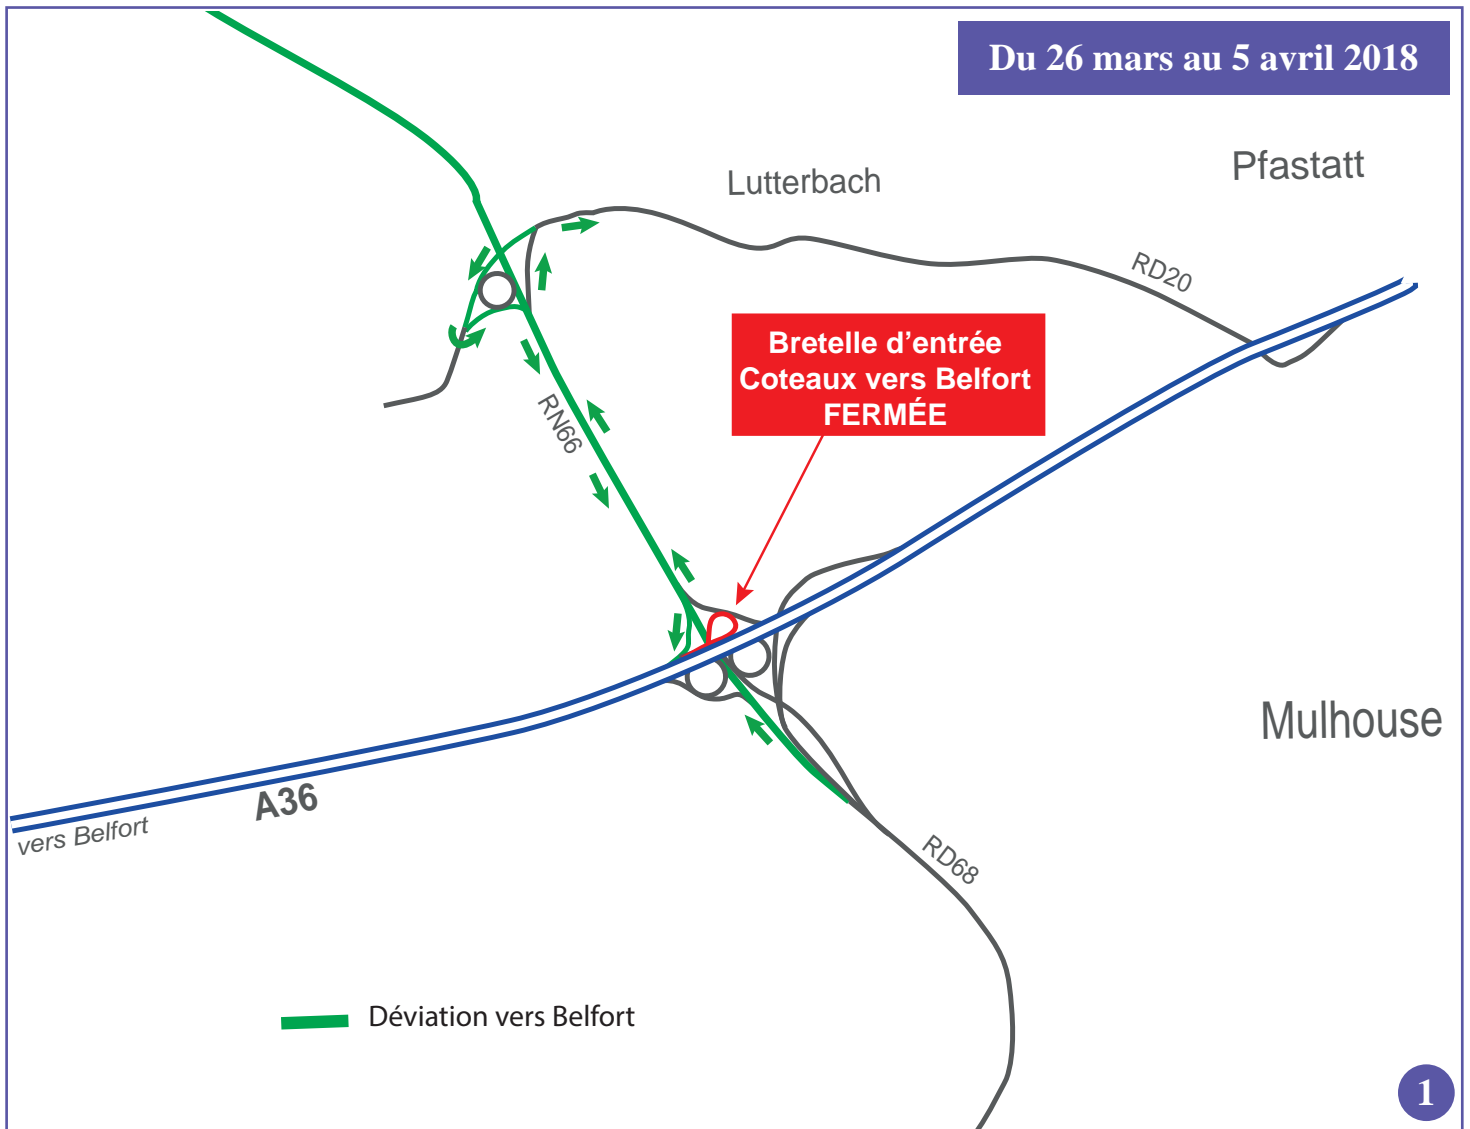 Du 26 mars au 5 avril 2018
Pfastatt
Lutterbach
RD20
Bretelle d’entrée
Coteaux vers Belfort
FERMÉE
RN66
Mulhouse
A36
vers Belfort
RD68
Déviation vers Belfort
1